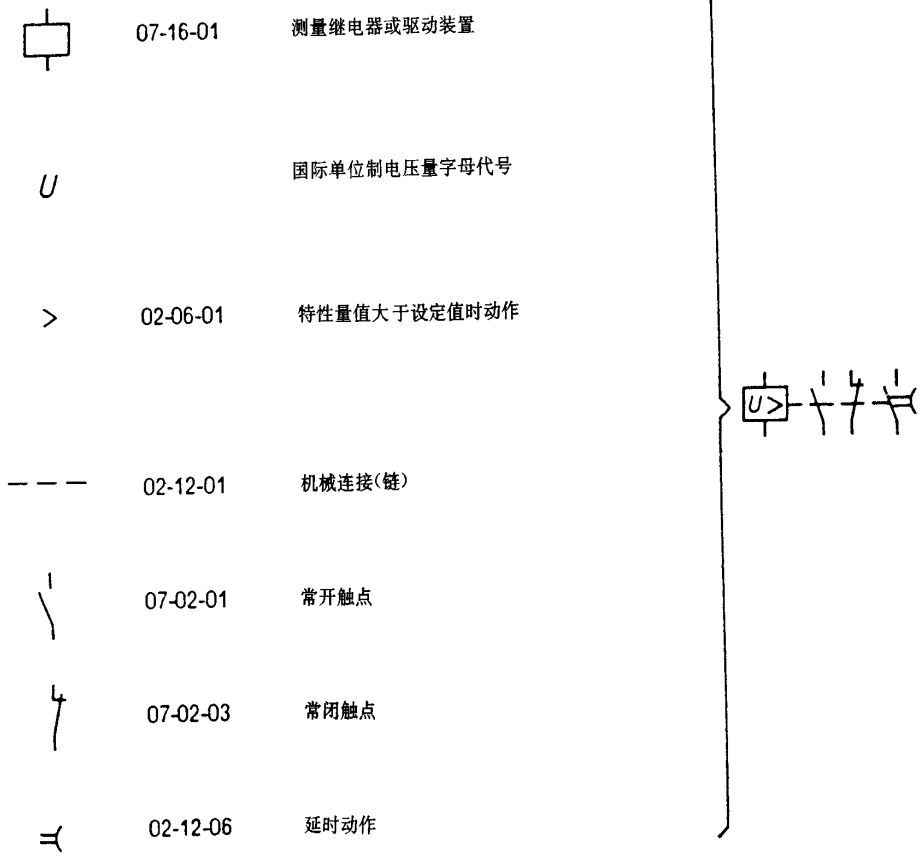 07-16-01 测量继电器或驱动装置
U 国际单位制电压量字母代号
> 02-06-01 特性量值大于设定值时动作
U>
02-12-01 机械连接(链)
07-02-01 常开触点
07-02-03 常闭触点
02-12-06 延时动作